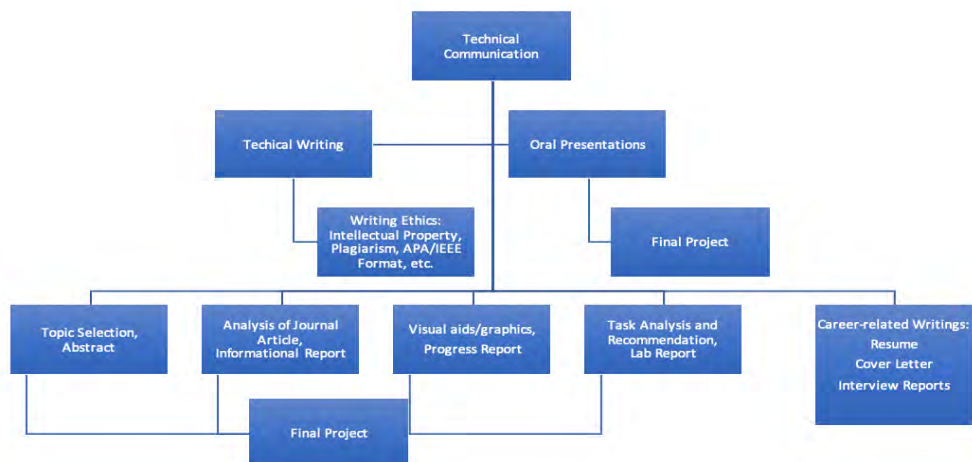 Technical
Communication
Techical Writing
Oral Presentations
Writing Ethics:
Intellectual Property,
Plagiarism, APA/IEEE
Format, etc.
Final Project
Topic Selection,
Abstract
Analysis of Journal
Article,
Informational Report
Visual aids/graphics,
Progress Report
Task Analysis and
Recommendation,
Lab Report
Career-related Writings:
Resume
Cover Letter
Interview Reports
Final Project